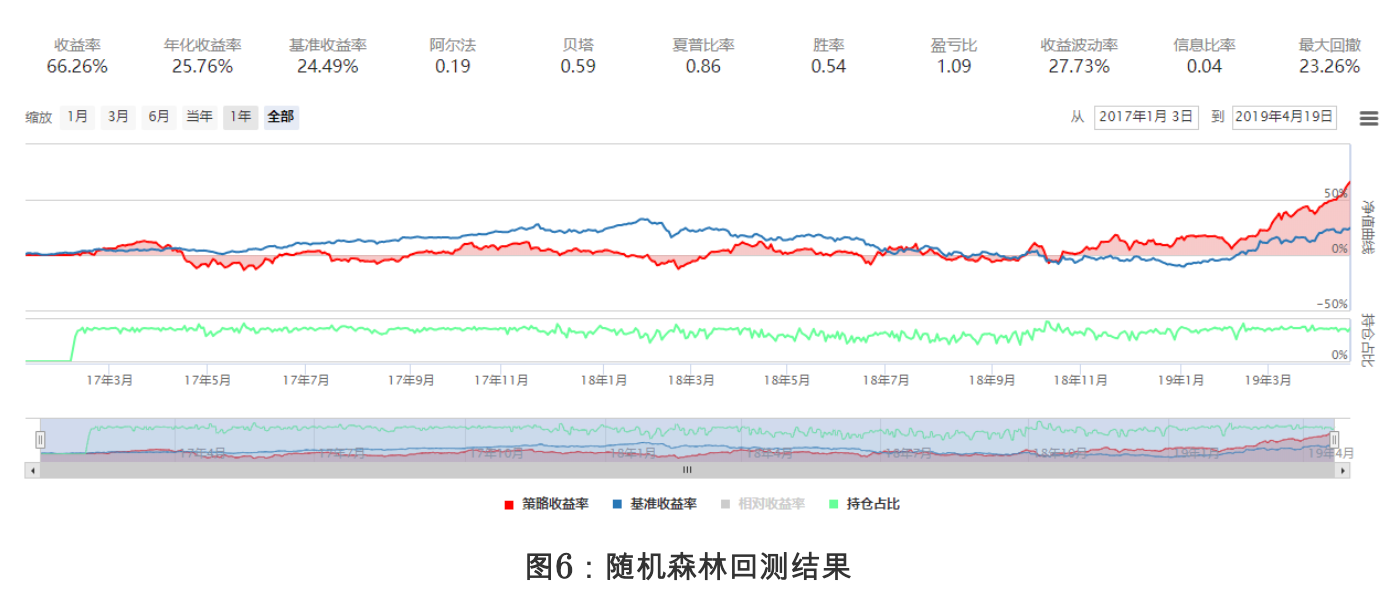 收益率 年化收益率 基准收益率 阿尔法 贝塔 夏普比率 胜率 盈亏比 收益波动率 信息比率 最大回撤
66.26% 25.76% 24.49% 0.19 0.59 0.86 0.54 1.09 27.73% 0.04 23.26%
缩放 1月 3月 6月 当年 1年 全部 从 2017年1月 3日 到 2019年4月19日
50%
净值曲线
0%
-50%
持仓占比
0%
17年3月 17年5月 17年7月 17年9月 17年11月 18年1月 18年3月 18年5月 18年7月 18年9月 18年11月 19年1月 19年3月
17年4月 17年7月 17年10月 18年1月 18年4月 18年7月 18年10月 19年1月 19年4月
策略收益率 基准收益率 相对收益率 持仓占比
图6：随机森林回测结果